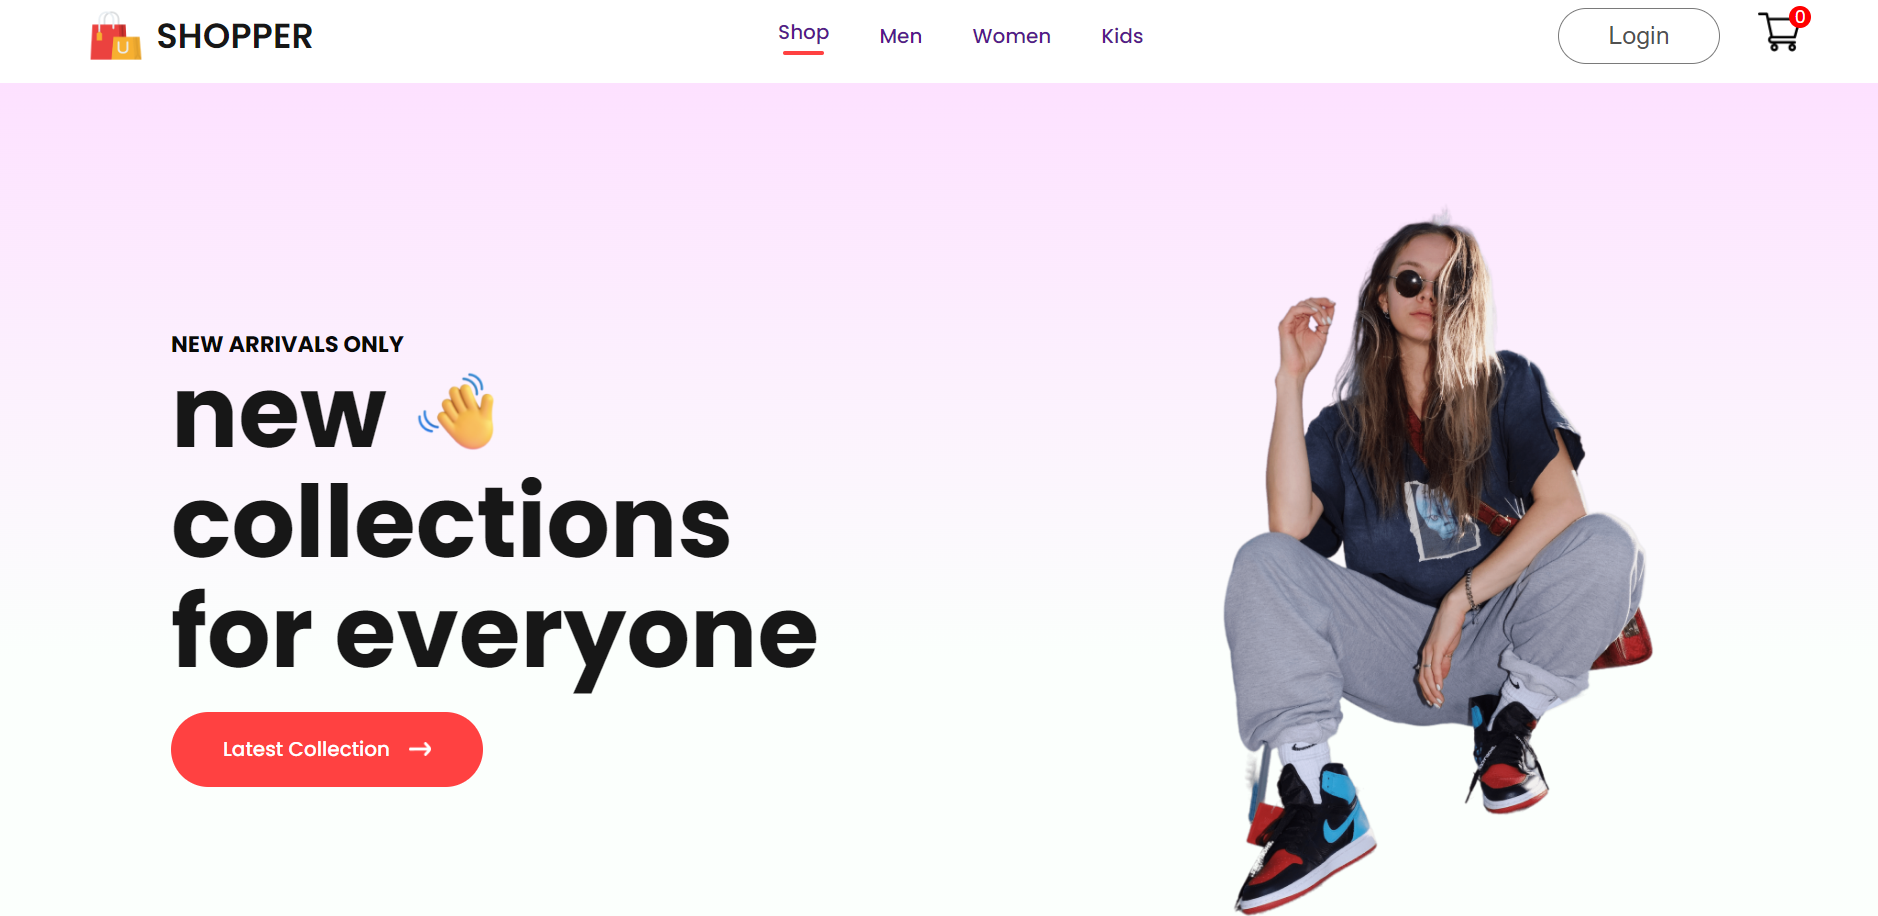 SHOPPER
Shop
Men
Women
Kids
Login
0
NEW ARRIVALS ONLY
new
collections
for everyone
Latest Collection →